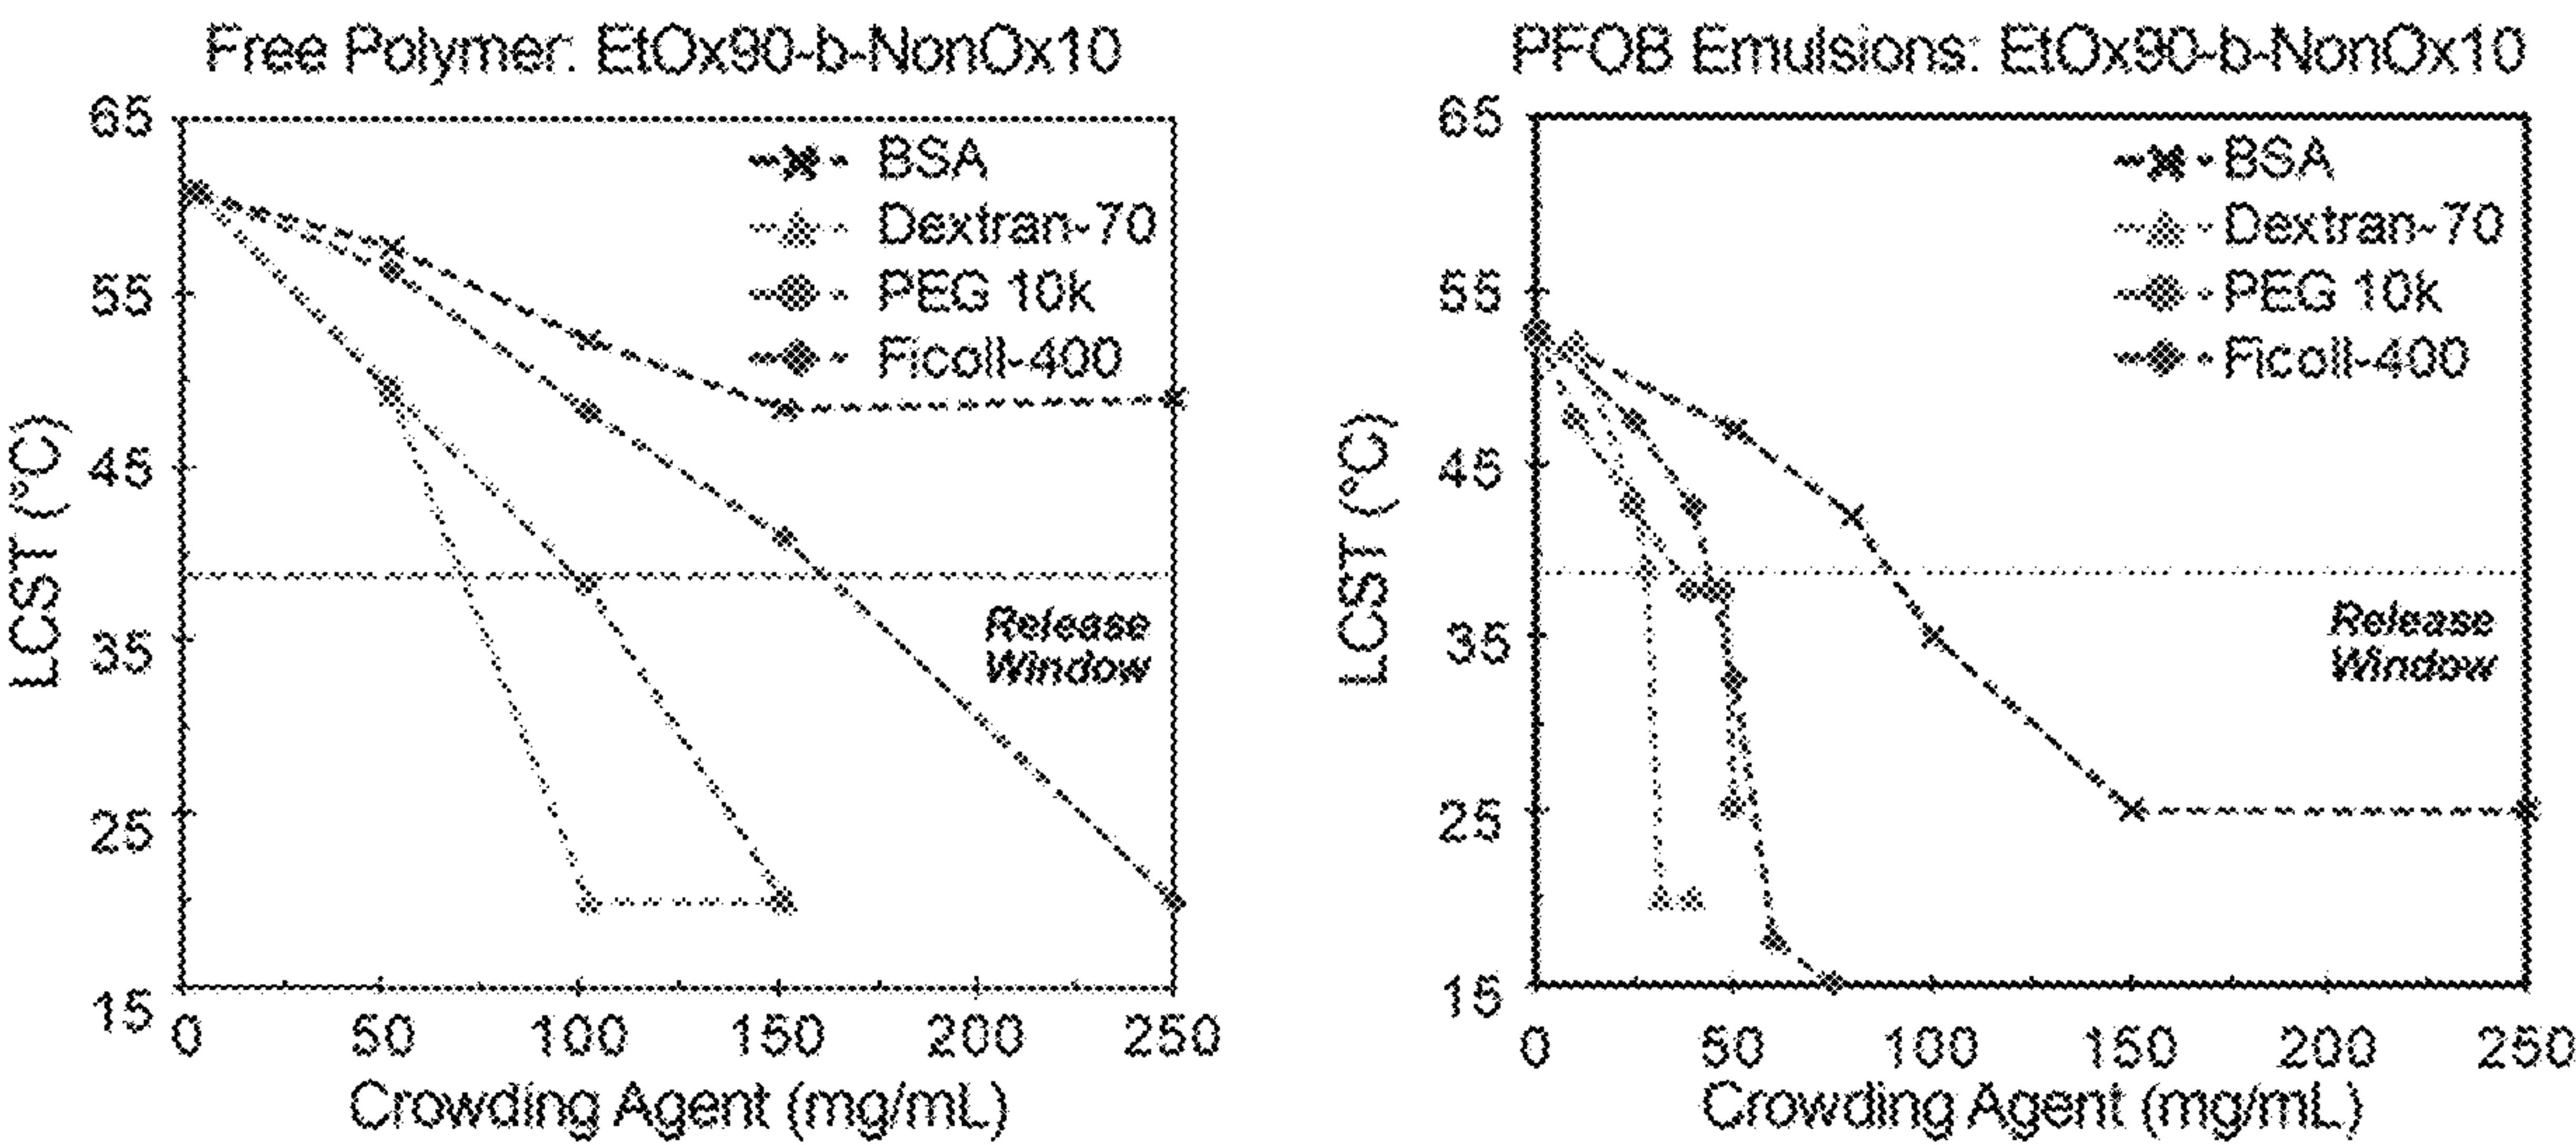 Free Polymer: EtOx90-b-NonOx10
65
55
45
35
25
15
LCST (°C)
BSA
Dextran-70
PEG 10k
Ficoll-400
Release
Window
0 50 100 150 200 250
Crowding Agent (mg/mL)
PFOB Emulsions: EtOx90-b-NonOx10
65
55
45
35
25
15
LCST (°C)
BSA
Dextran-70
PEG 10k
Ficoll-400
Release
Window
0 50 100 150 200 250
Crowding Agent (mg/mL)